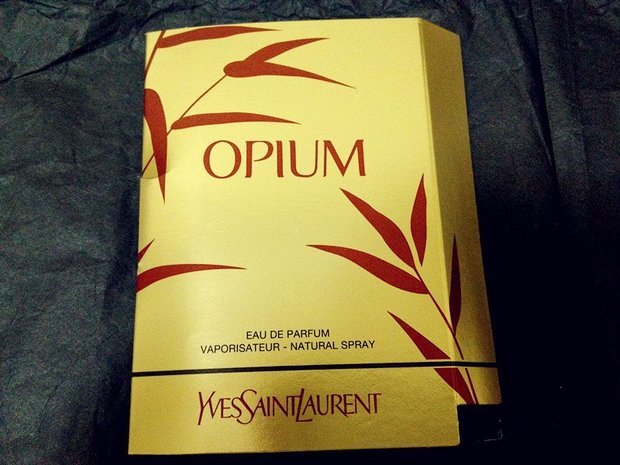 OPIUM
EAU DE PARFUM
VAPORISATEUR - NATURAL SPRAY
YVESSAINTLAURENT